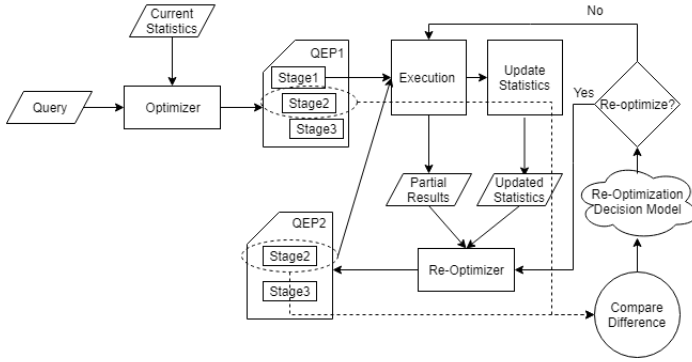 Current
Statistics
No
QEP1
Stage1
Stage2
Stage3
Query
Optimizer
Execution
Update
Statistics
Yes
Re-optimize?
Partial
Results
Updated
Statistics
Re-Optimization
Decision Model
QEP2
Stage2
Stage3
Re-Optimizer
Compare
Difference